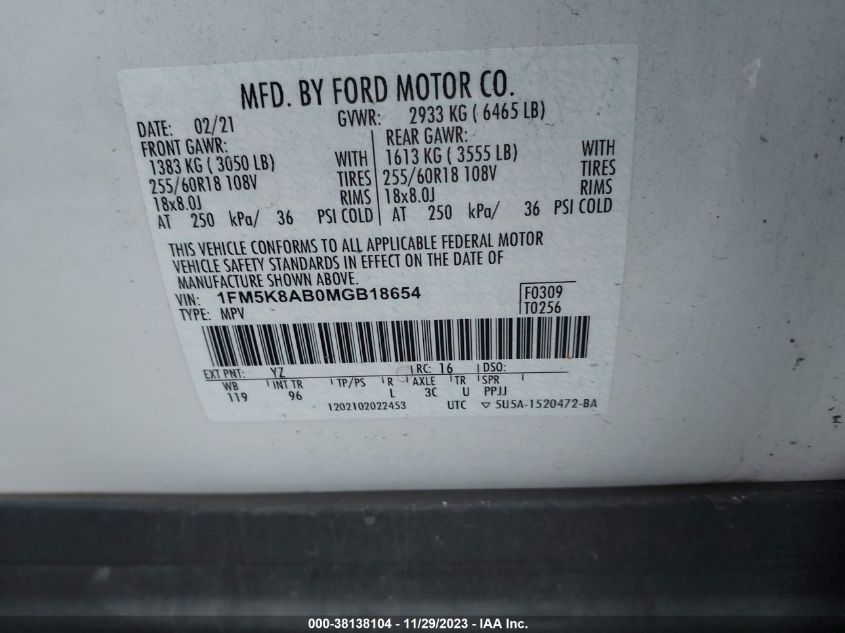 MFD. BY FORD MOTOR CO.
DATE: 02/21 GVWR: 2933 KG ( 6465 LB)
FRONT GAWR: REAR GAWR:
1383 KG ( 3050 LB) WITH 1613 KG ( 3555 LB) WITH
255/60R18 108V TIRES 255/60R18 108V TIRES
18x8.0J RIMS 18x8.0J RIMS
AT 250 kPa/ 36 PSI COLD AT 250 kPa/ 36 PSI COLD
THIS VEHICLE CONFORMS TO ALL APPLICABLE FEDERAL MOTOR
VEHICLE SAFETY STANDARDS IN EFFECT ON THE DATE OF
MANUFACTURE SHOWN ABOVE.
VIN: 1FM5K8AB0MGB18654 F0309
TYPE: MPV T0256
EXT PNT: YZ RC: 16 DSO:
WB INT TR TP/PS R AXLE TR SPR
119 96 L 3C U PPJJ
1202102022453 UTC ▽ 5U5A-1520472-BA
000-38138104 - 11/29/2023 - IAA Inc.